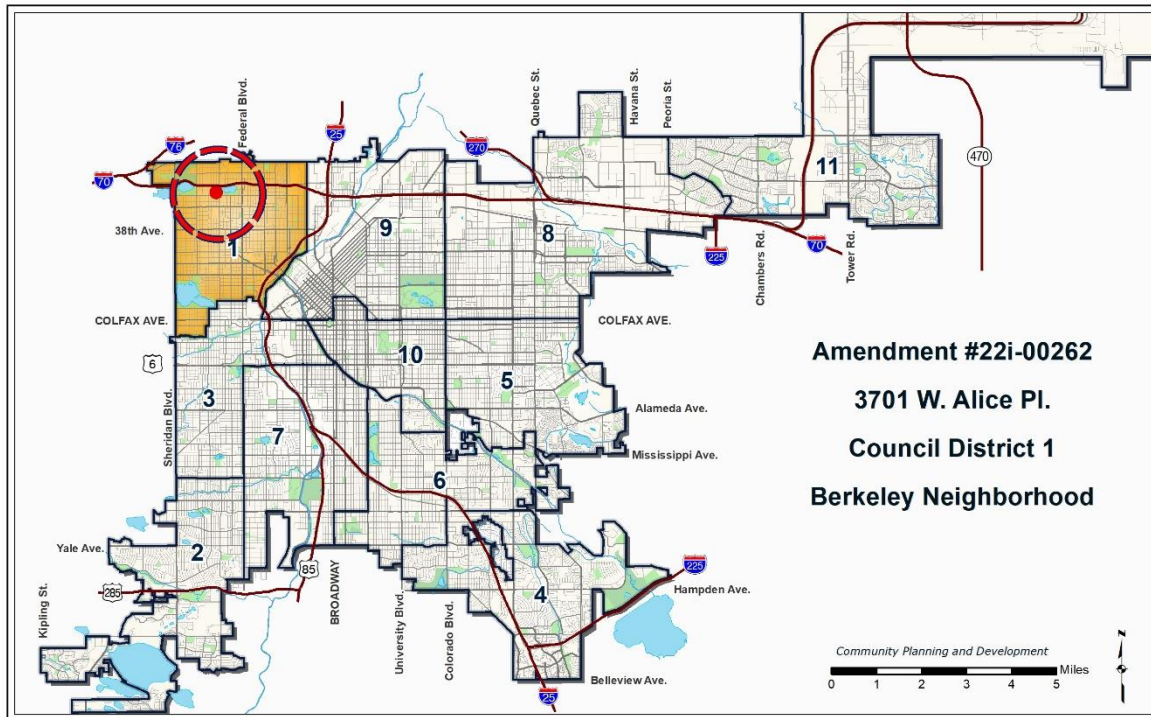 Federal Blvd.
Quebec St.
Havana St.
Peoria St.
76
25
270
70
470
11
38th Ave.
1
9
8
225
70
Chambers Rd.
Tower Rd.
COLFAX AVE.
COLFAX AVE.
6
10
5
3
Sheridan Blvd.
7
Alameda Ave.
Mississippi Ave.
6
Amendment #22i-00262
3701 W. Alice Pl.
Council District 1
Berkeley Neighborhood
Yale Ave.
2
85
225
285
4
Hampden Ave.
Kipling St.
BROADWAY
University Blvd.
Colorado Blvd.
Belleview Ave.
25
Community Planning and Development
0 1 2 3 4 5 Miles
N